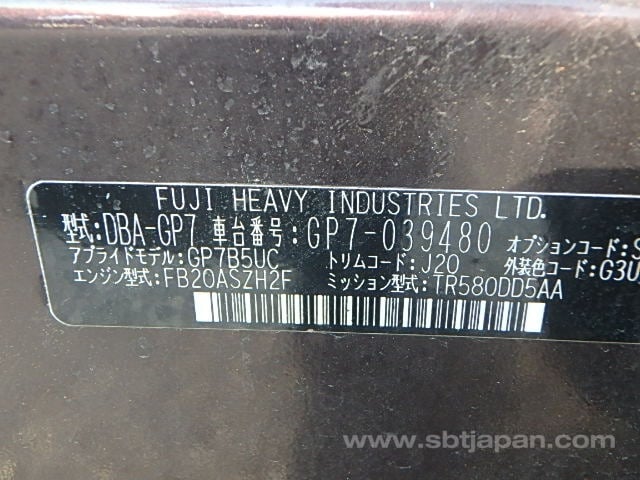 FUJI HEAVY INDUSTRIES LTD.
型式:DBA-GP7 車台番号:GP7-039480 オプションコード:S
アプライドモデル:GP7B5UC トリムコード:J20 外装色コード:G3U
エンジン型式:FB20ASZH2F ミッション型式:TR580DD5AA
www.sbtjapan.com